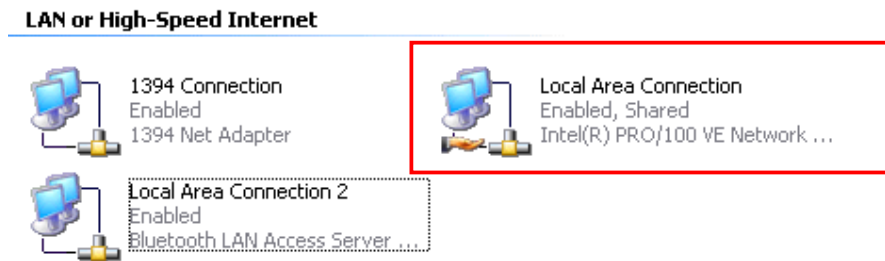 LAN or High-Speed Internet
1394 Connection
Enabled
1394 Net Adapter
Local Area Connection
Enabled, Shared
Intel(R) PRO/100 VE Network ...
Local Area Connection 2
Enabled
Bluetooth LAN Access Server ...